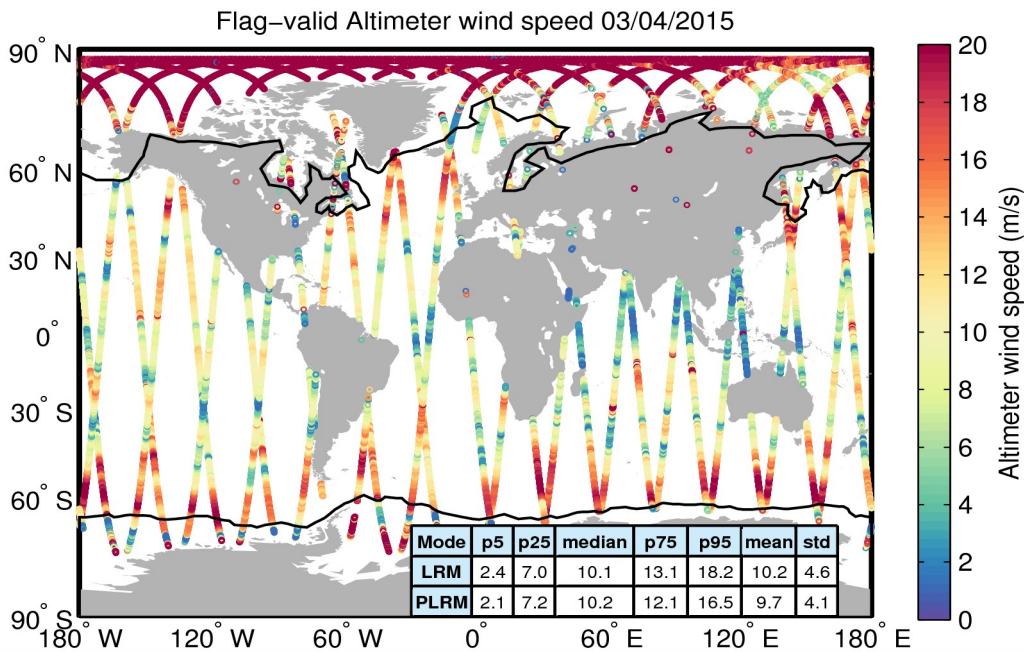 Flag−valid Altimeter wind speed 03/04/2015
90° N
60° N
30° N
0°
30° S
60° S
90° S
180° W
120° W
60° W
0°
60° E
120° E
180° E
Mode p5 p25 median p75 p95 mean std
LRM 2.4 7.0 10.1 13.1 18.2 10.2 4.6
PLRM 2.1 7.2 10.2 12.1 16.5 9.7 4.1
20
18
16
14
12
10
8
6
4
2
0
Altimeter wind speed (m/s)